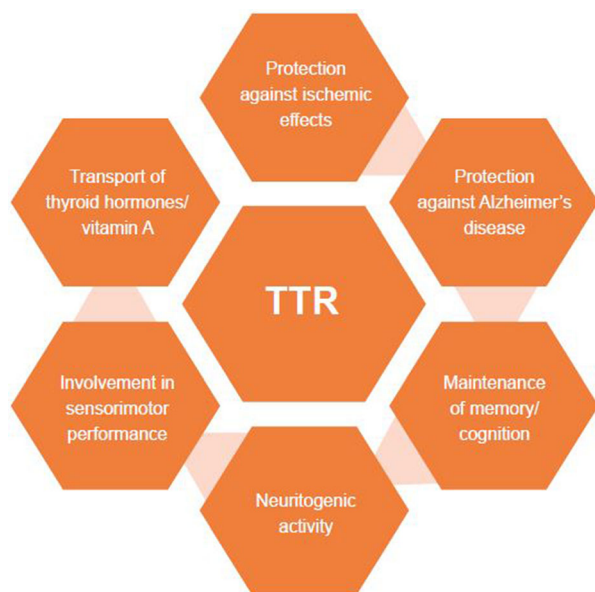 Protection
against ischemic
effects
Protection
against Alzheimer’s
disease
Maintenance
of memory/
cognition
Neuritogenic
activity
Involvement in
sensorimotor
performance
Transport of
thyroid hormones/
vitamin A
TTR